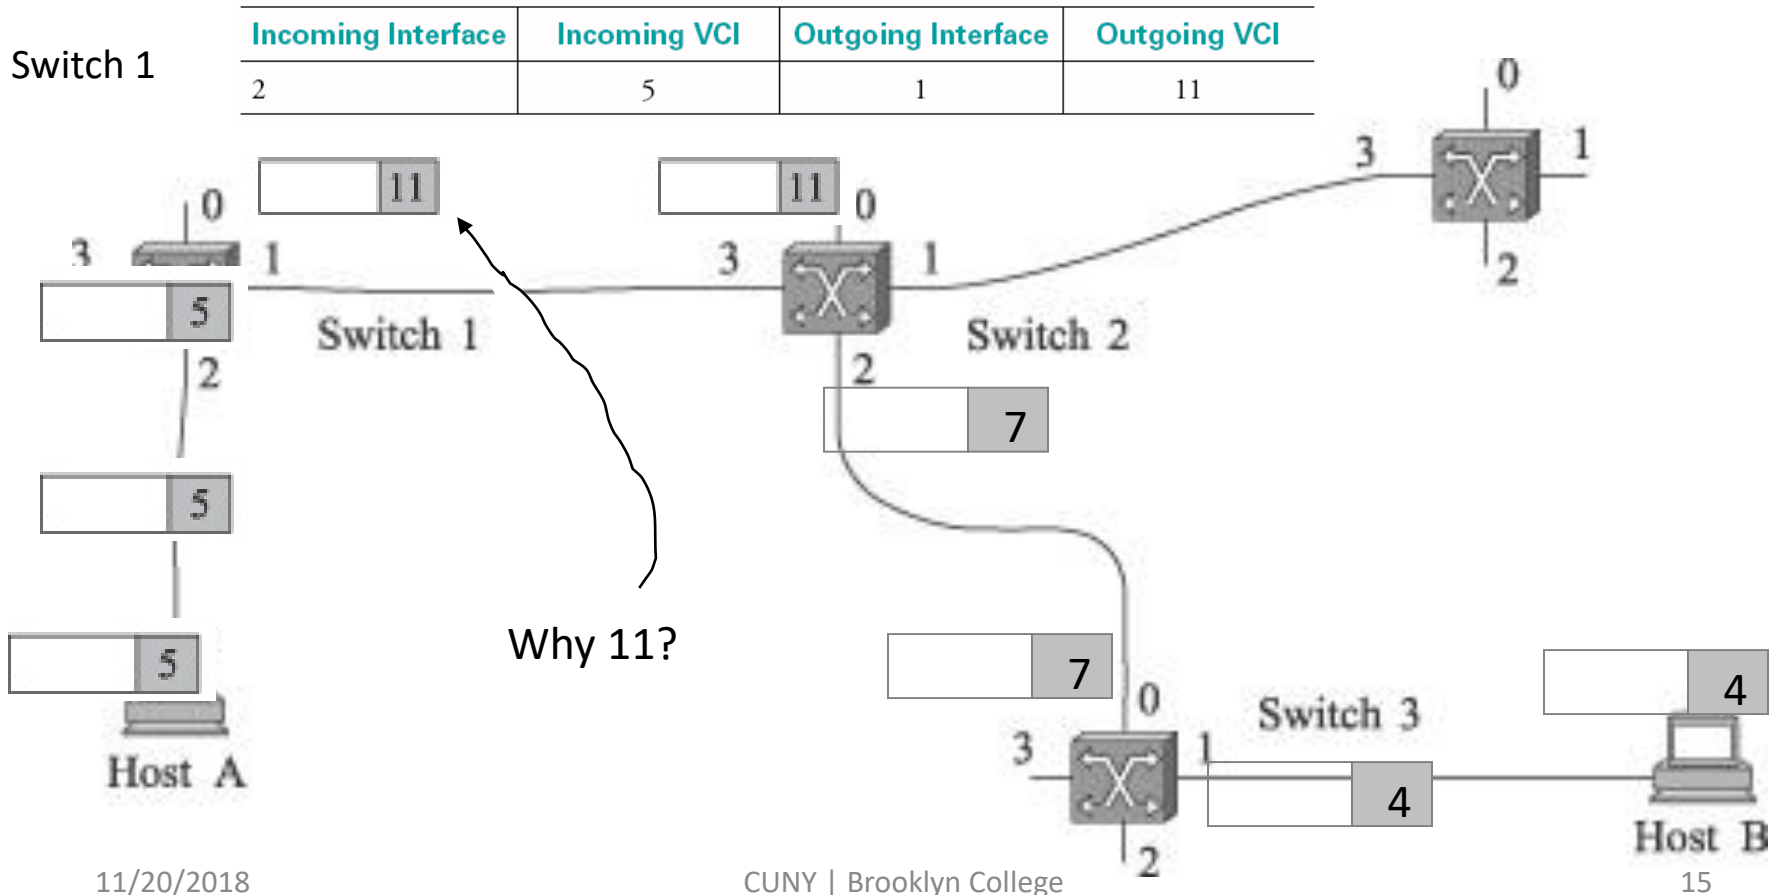 Switch 1
Incoming Interface Incoming VCI Outgoing Interface Outgoing VCI
2 5 1 11
0
3 1
2
11 11
0 0
3 1 3 1
5
Switch 1 Switch 2
2 2
7
5
Why 11?
5 7 4
0 Switch 3
3 1
4
Host A
Host B
2
11/20/2018 CUNY | Brooklyn College 15